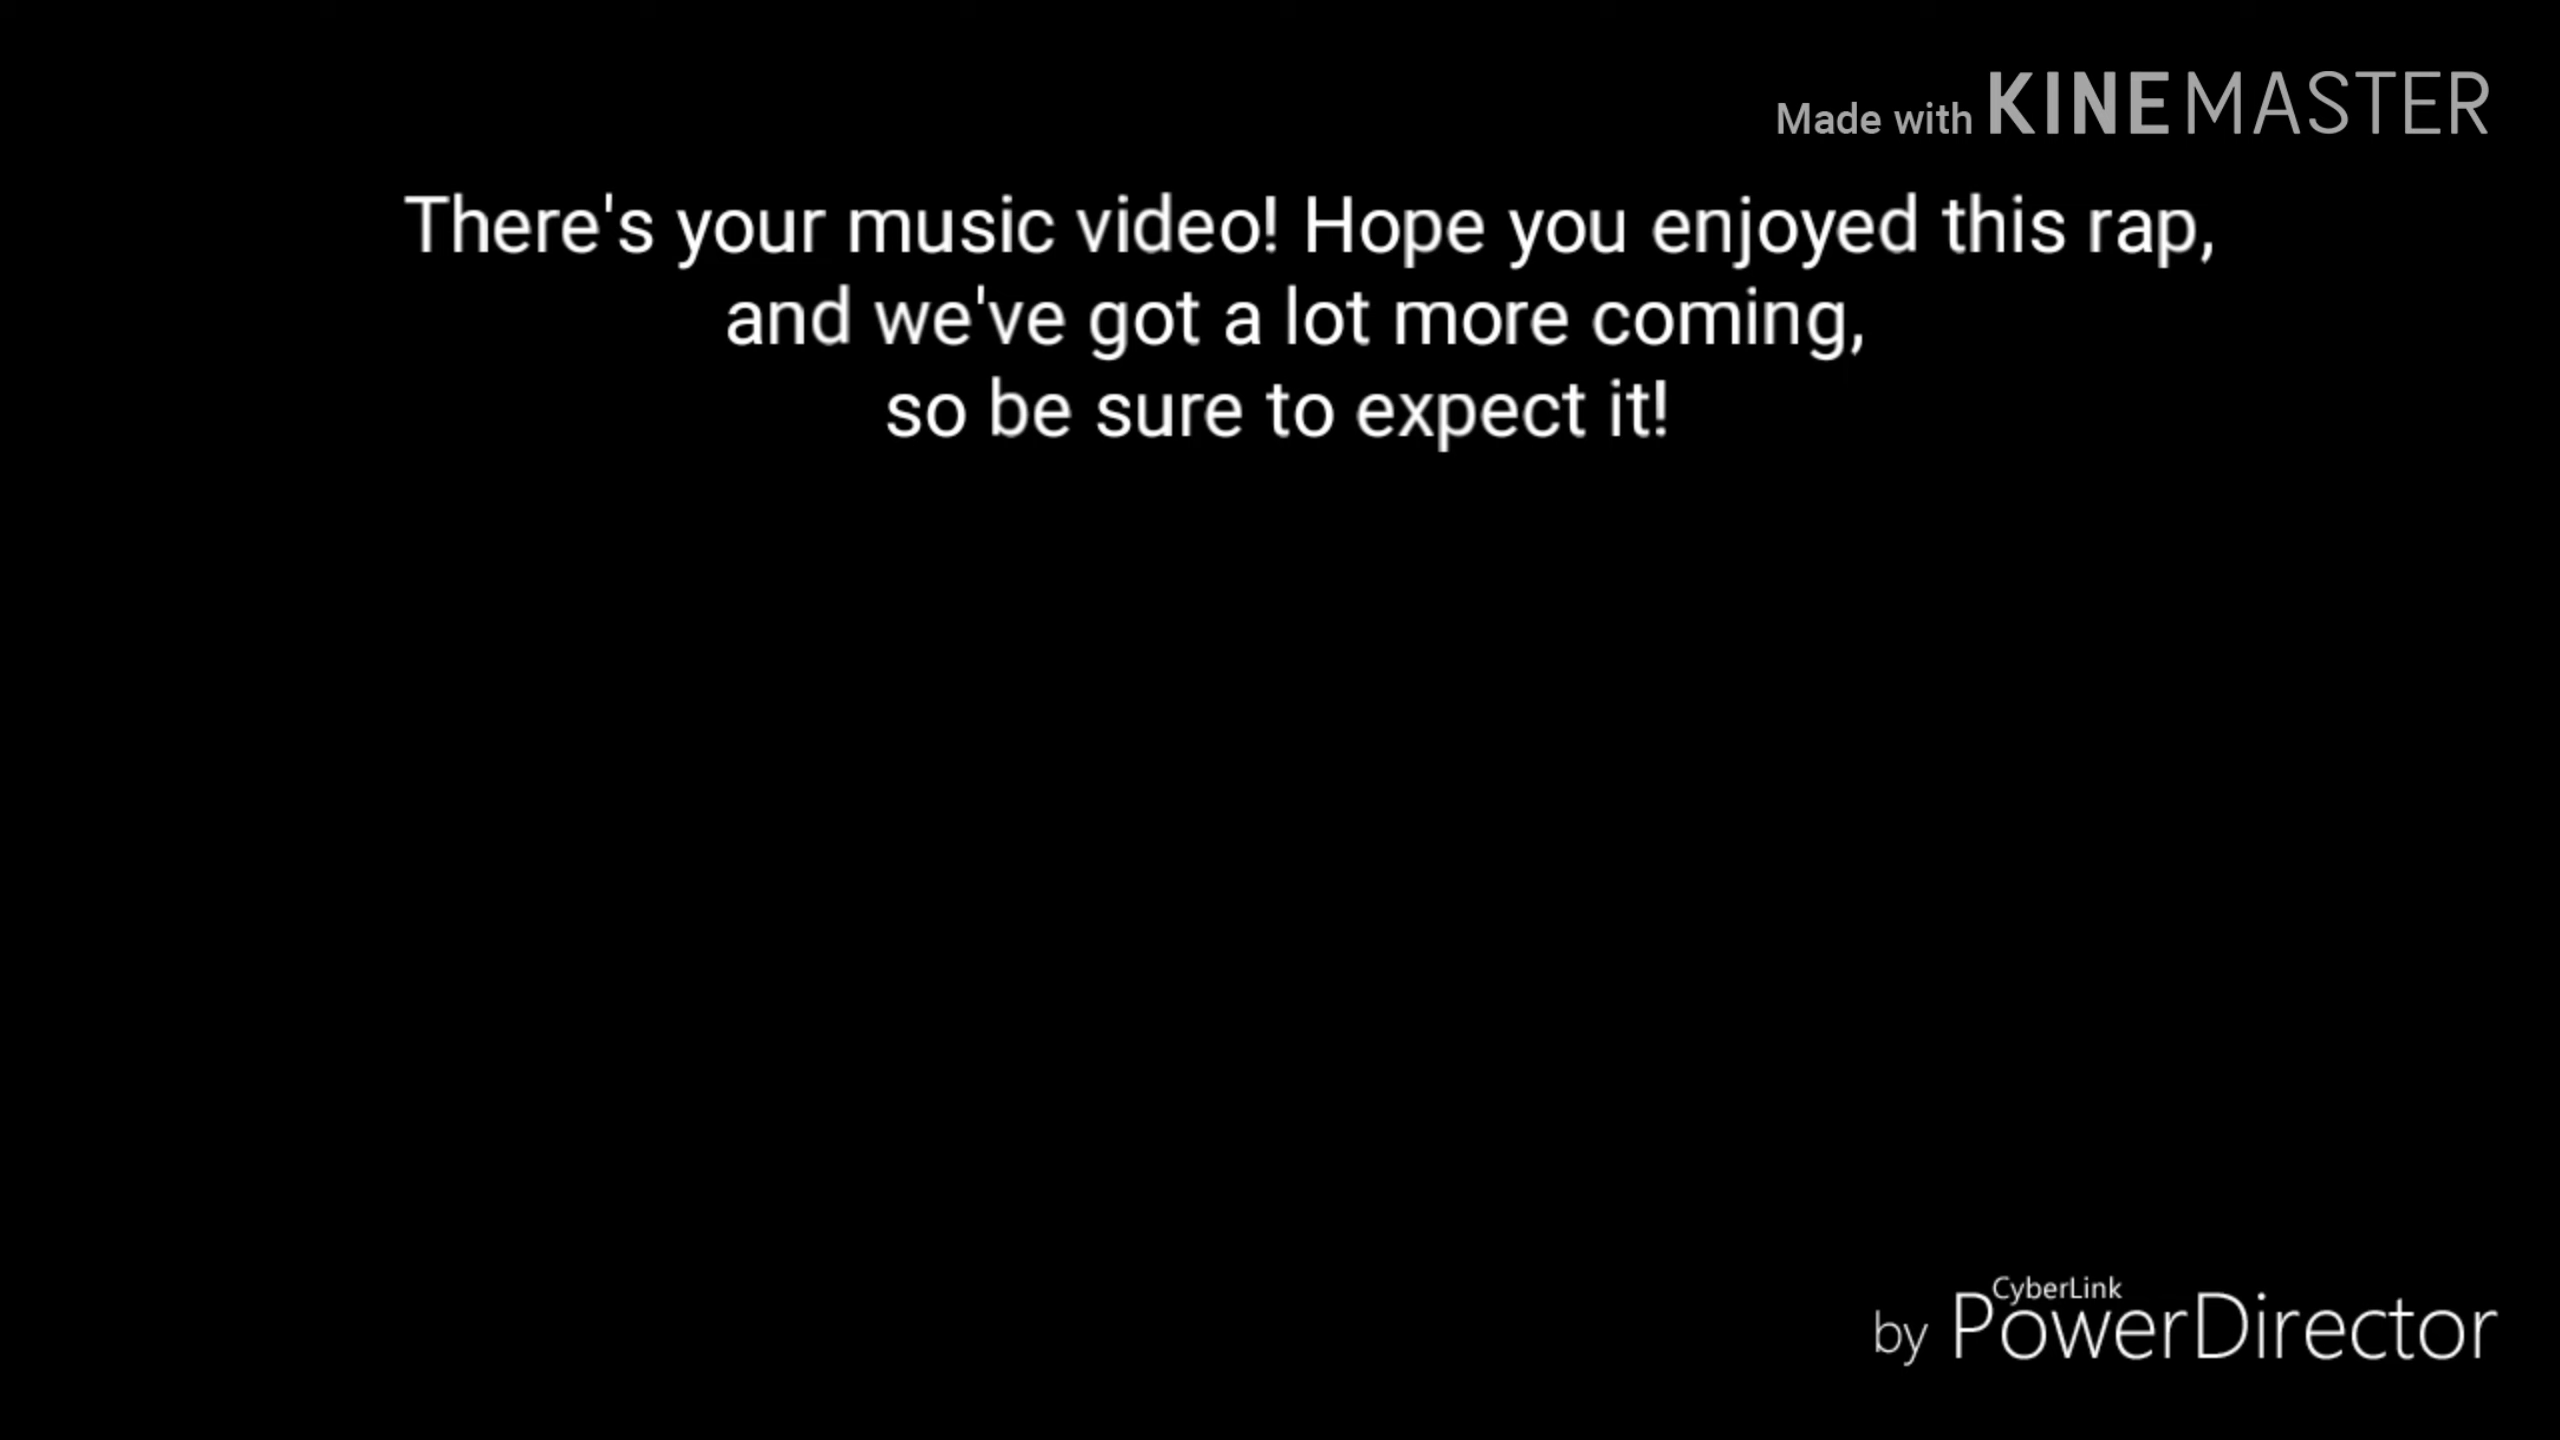 Made with KINEMASTER
There's your music video! Hope you enjoyed this rap,
and we've got a lot more coming,
so be sure to expect it!
CyberLink
by PowerDirector